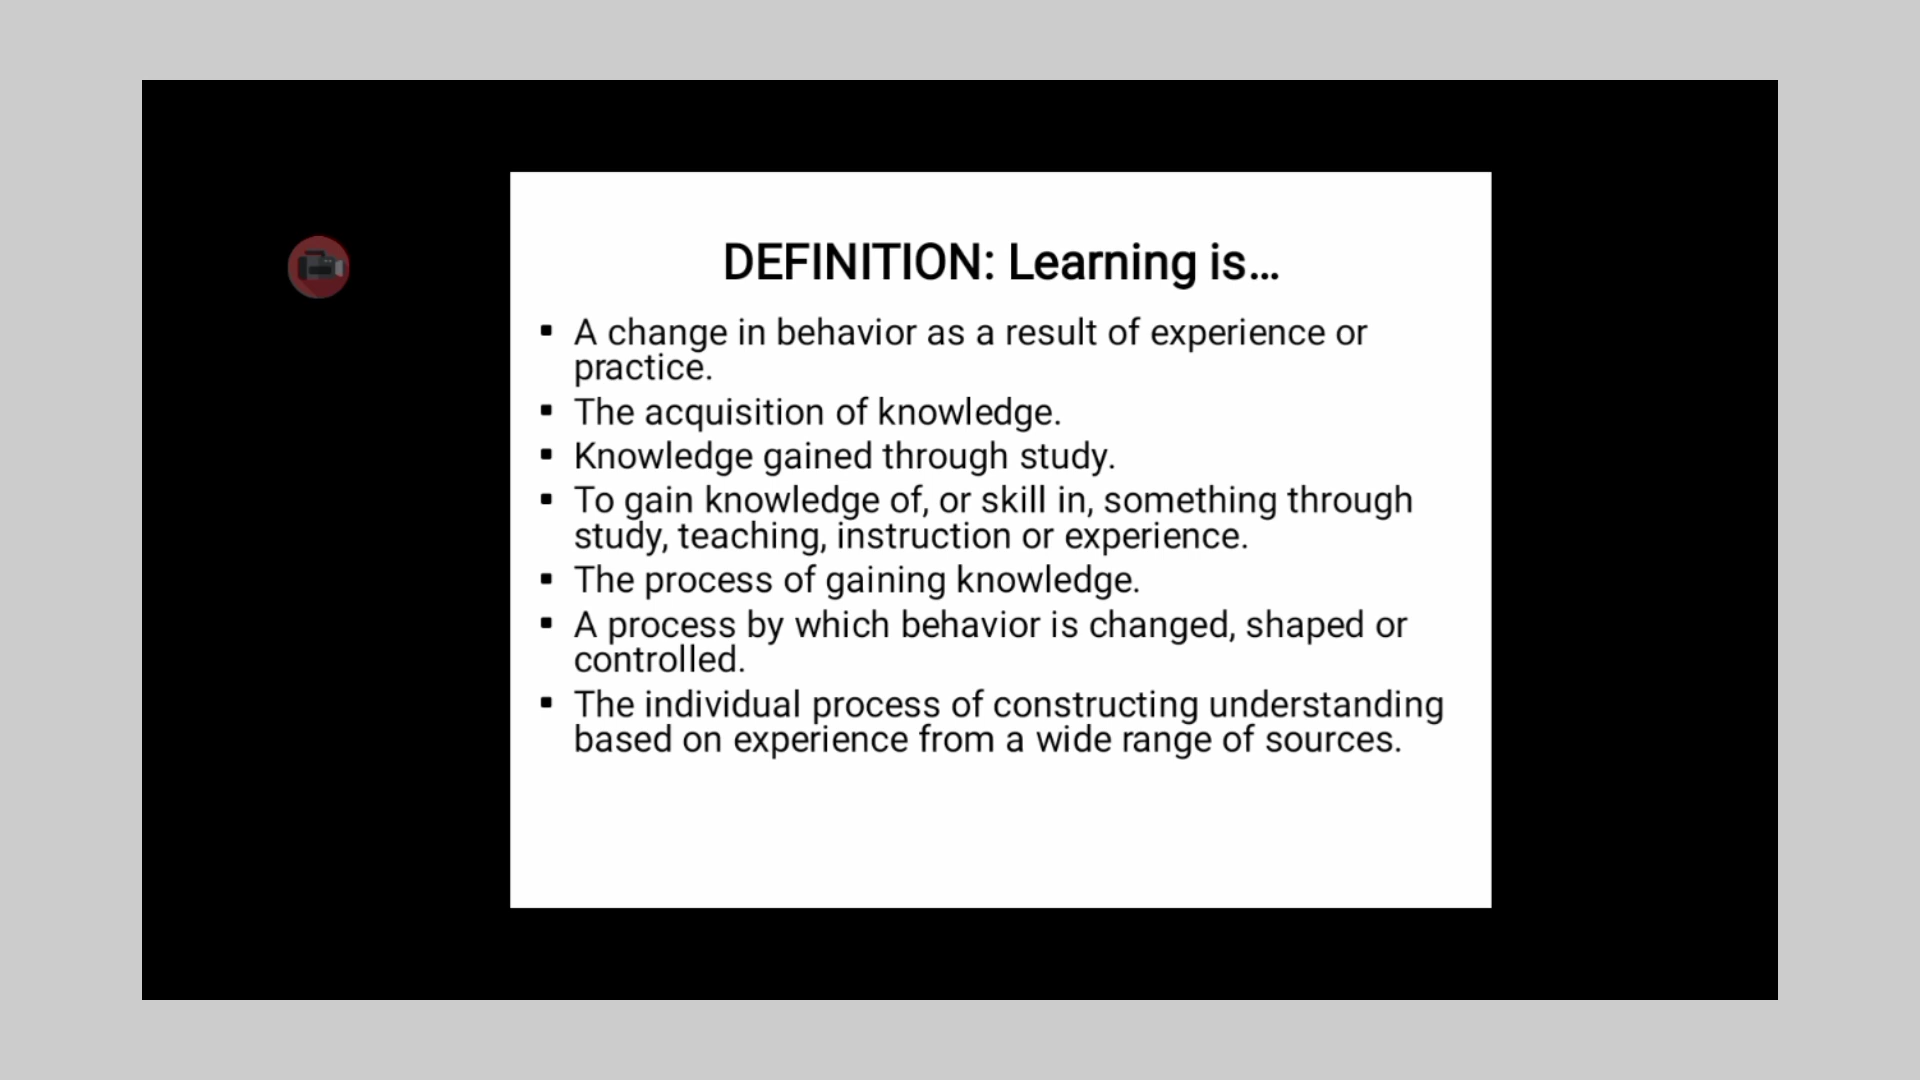 DEFINITION: Learning is...
▪ A change in behavior as a result of experience or
practice.
▪ The acquisition of knowledge.
▪ Knowledge gained through study.
▪ To gain knowledge of, or skill in, something through
study, teaching, instruction or experience.
▪ The process of gaining knowledge.
▪ A process by which behavior is changed, shaped or
controlled.
▪ The individual process of constructing understanding
based on experience from a wide range of sources.